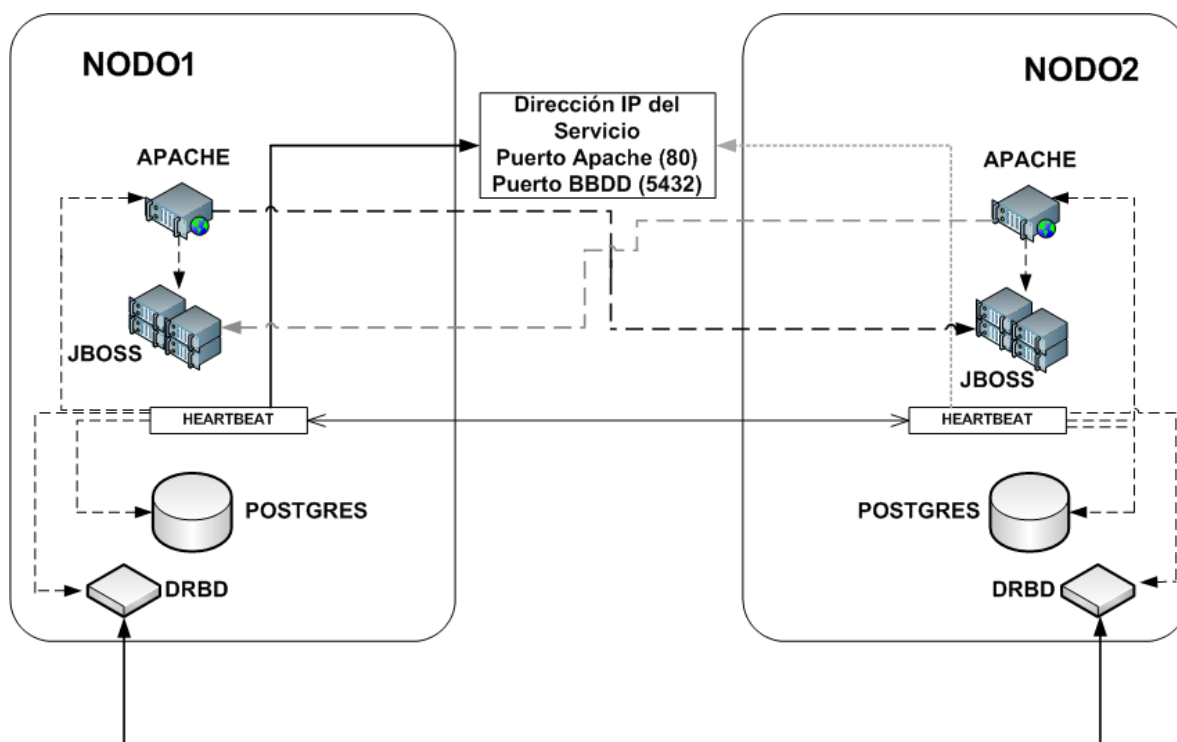 NODO1
NODO2
Dirección IP del
Servicio
Puerto Apache (80)
Puerto BBDD (5432)
APACHE
APACHE
JBOSS
JBOSS
HEARTBEAT
HEARTBEAT
POSTGRES
POSTGRES
DRBD
DRBD